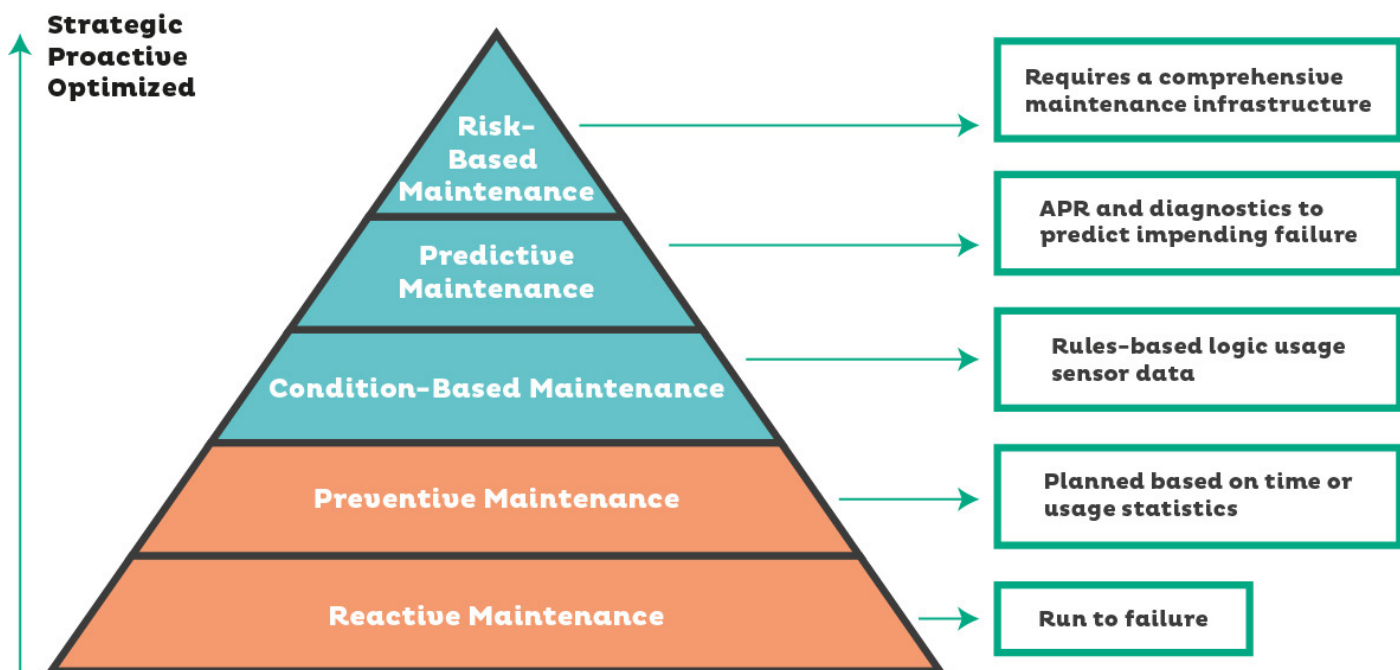 Strategic
Proactive
Optimized
Risk-
Based
Maintenance
Requires a comprehensive
maintenance infrastructure
Predictive
Maintenance
APR and diagnostics to
predict impending failure
Condition-Based Maintenance
Rules-based logic usage
sensor data
Preventive Maintenance
Planned based on time or
usage statistics
Reactive Maintenance
Run to failure